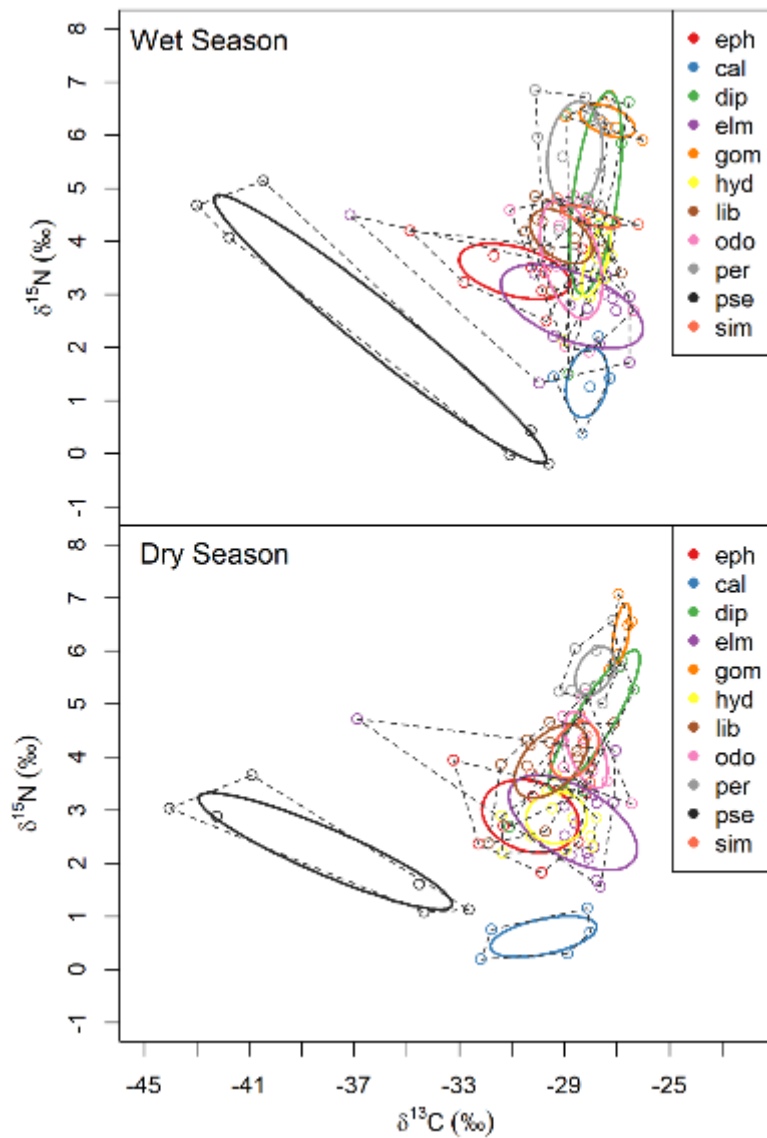 Wet Season
8
7
6
5
4
3
2
1
0
-1
δ15N (‰)
eph
cal
dip
elm
gom
hyd
lib
odo
per
pse
sim
Dry Season
8
7
6
5
4
3
2
1
0
-1
δ15N (‰)
eph
cal
dip
elm
gom
hyd
lib
odo
per
pse
sim
-45 -41 -37 -33 -29 -25
δ13C (‰)